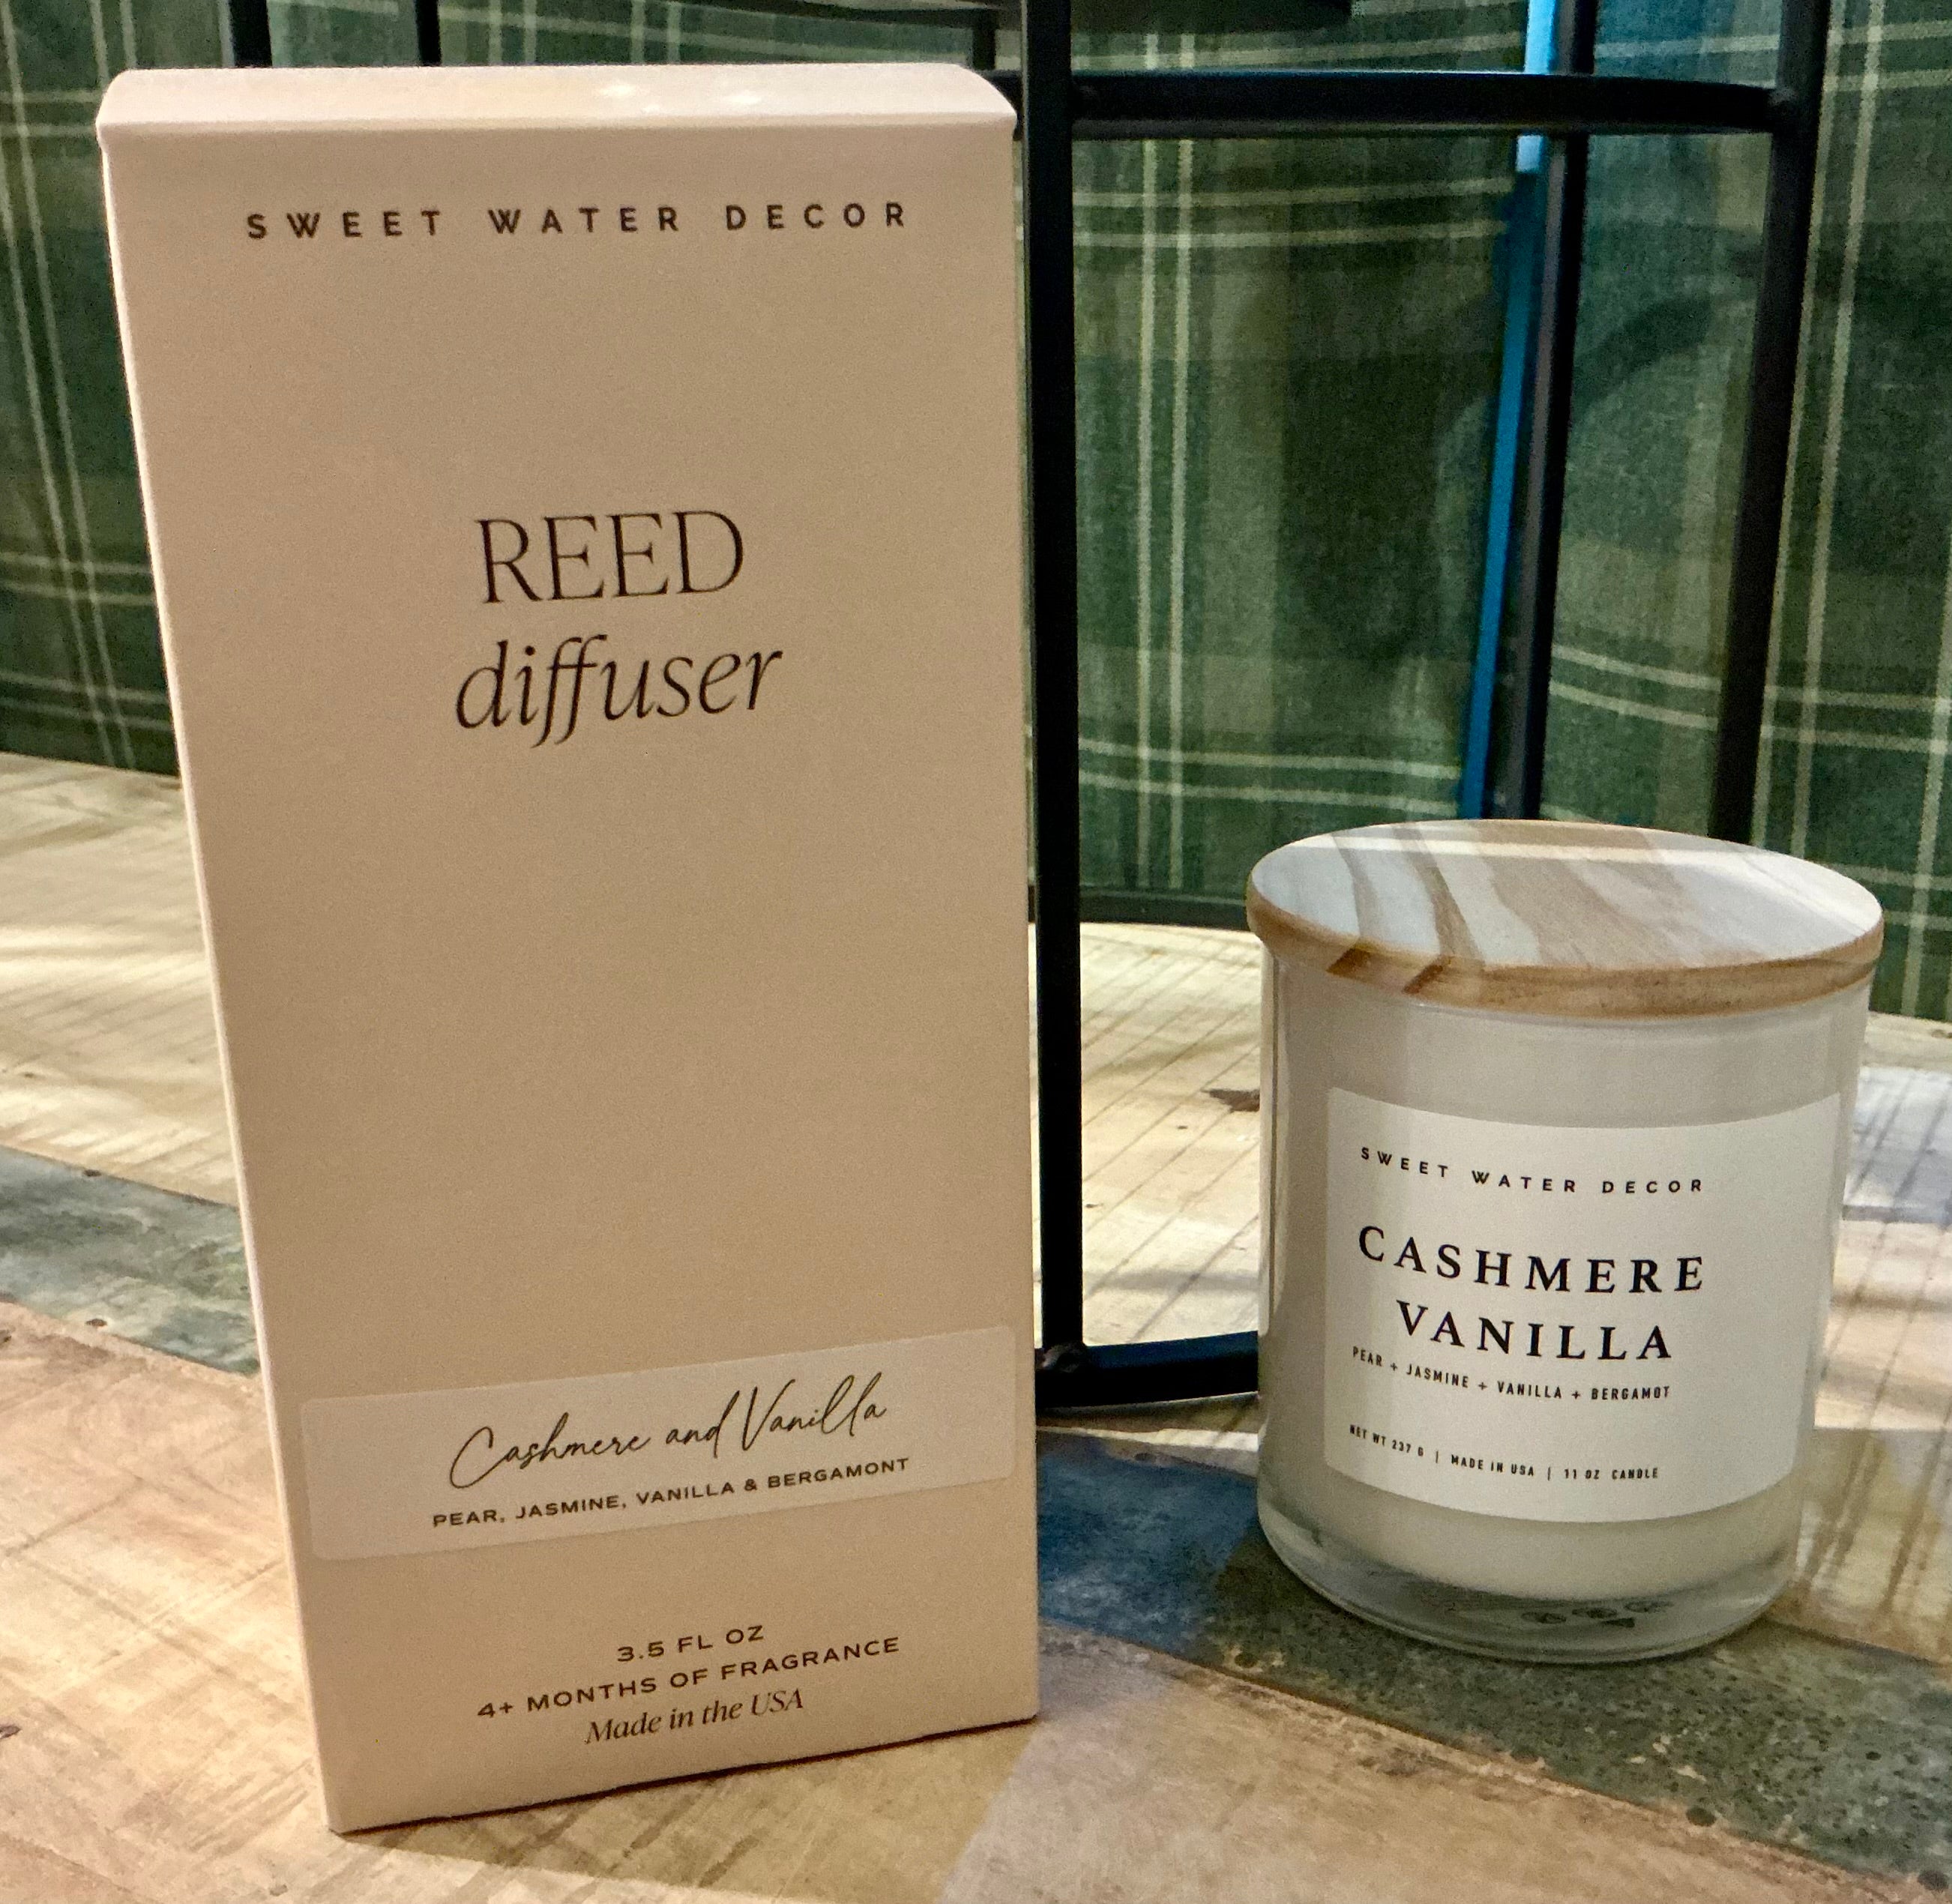 SWEET WATER DECOR
REED
diffuser
Cashmere and Vanilla
PEAR, JASMINE, VANILLA & BERGAMONT
3.5 FL OZ
4+ MONTHS OF FRAGRANCE
Made in the USA
SWEET WATER DECOR
CASHMERE
VANILLA
PEAR + JASMINE + VANILLA + BERGAMOT
NET WT 237 G | MADE IN USA | 11 OZ CANDLE